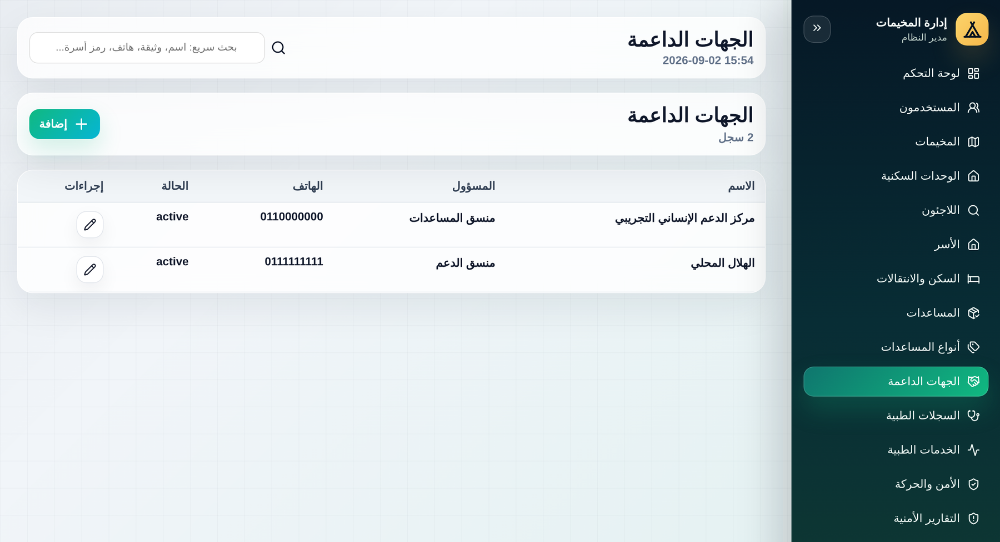 إدارة المخيمات
مدير النظام
لوحة التحكم
المستخدمون
المخيمات
الوحدات السكنية
اللاجئون
الأسر
السكن والانتقالات
المساعدات
أنواع المساعدات
الجهات الداعمة
السجلات الطبية
الخدمات الطبية
الأمن والحركة
التقارير الأمنية
الجهات الداعمة
2026-09-02 15:54
بحث سريع: اسم، وثيقة، هاتف، رمز أسرة...
الجهات الداعمة
2 سجل
إضافة
الاسم المسؤول الهاتف الحالة إجراءات
مركز الدعم الإنساني التجريبي منسق المساعدات 0110000000 active
الهلال المحلي منسق الدعم 0111111111 active